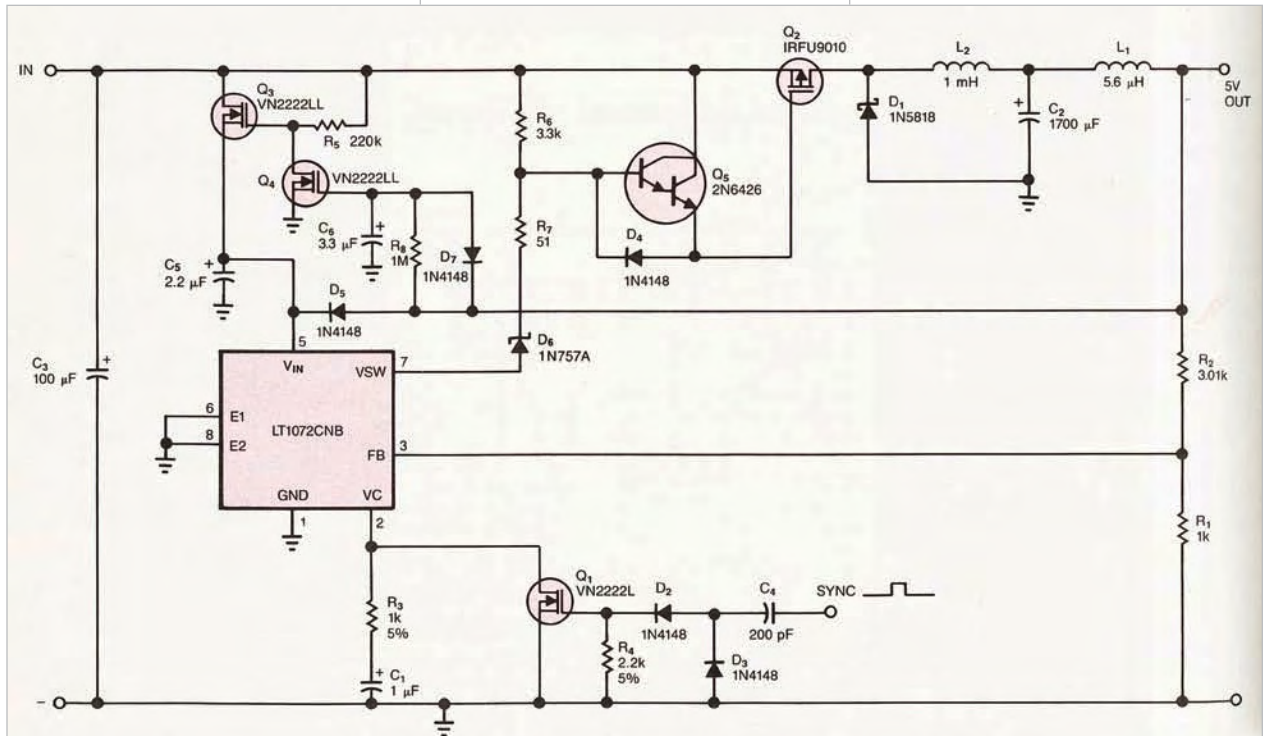 Q2
IRFU9010
IN
Q3
VN2222LL
R5 220k
Q4
VN2222LL
R6
3.3k
Q5
2N6426
D1
1N5818
L2
1 mH
C2
1700 µF
L1
5.6 µH
5V
OUT
C6
3.3 µF
R8
1M
D7
1N4148
R7
51
D4
1N4148
C5
2.2 µF
D5
1N4148
D6
1N757A
C3
100 µF
5
VIN
7
VSW
6
E1
8
E2
LT1072CNB
3
FB
GND
VC
1
2
R2
3.01k
R1
1k
R3
1k
5%
C1
1 µF
Q1
VN2222L
D2
1N4148
R4
2.2k
5%
D3
1N4148
C4
200 pF
SYNC
+
+
+
+
+
+
−